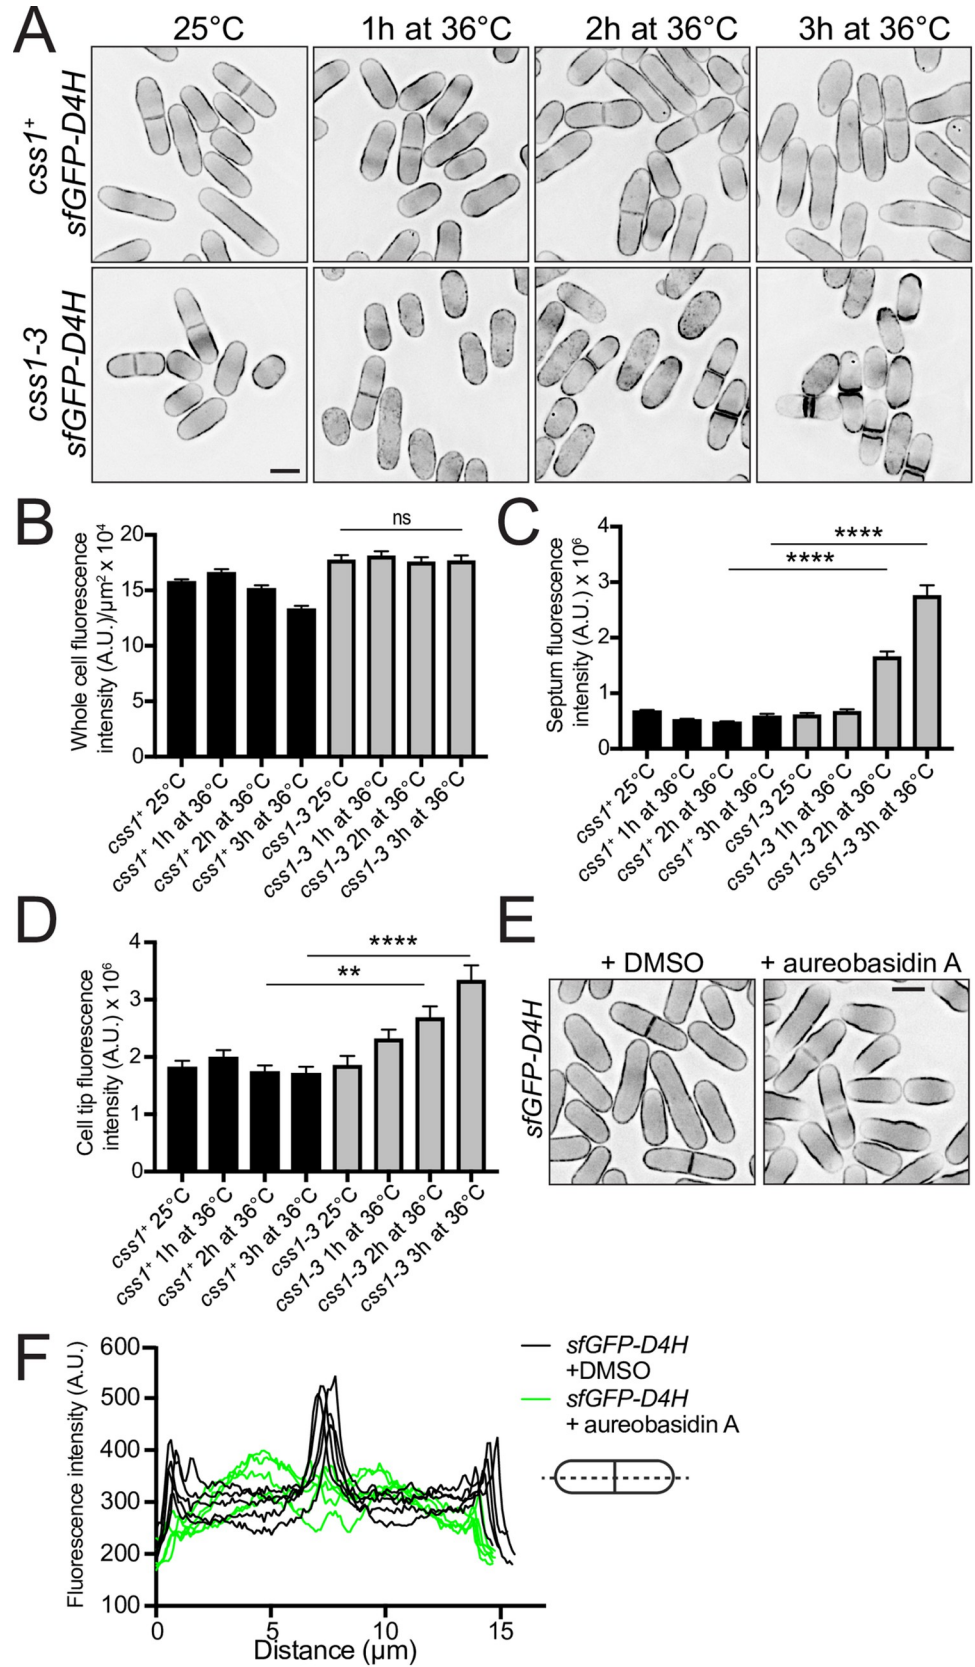 A
25°C
1h at 36°C
2h at 36°C
3h at 36°C
css1+
sfGFP-D4H
css1-3
sfGFP-D4H
B
Whole cell fluorescence
intensity (A.U.)/µm² x 10⁴
20
15
10
5
0
ns
css1+ 25°C
css1+ 1h at 36°C
css1+ 2h at 36°C
css1+ 3h at 36°C
css1-3 25°C
css1-3 1h at 36°C
css1-3 2h at 36°C
css1-3 3h at 36°C
C
Septum fluorescence
intensity (A.U.) x 10⁶
4
3
2
1
0
****
****
css1+ 25°C
css1+ 1h at 36°C
css1+ 2h at 36°C
css1+ 3h at 36°C
css1-3 25°C
css1-3 1h at 36°C
css1-3 2h at 36°C
css1-3 3h at 36°C
D
Cell tip fluorescence
intensity (A.U.) x 10⁶
4
3
2
1
0
****
**
css1+ 25°C
css1+ 1h at 36°C
css1+ 2h at 36°C
css1+ 3h at 36°C
css1-3 25°C
css1-3 1h at 36°C
css1-3 2h at 36°C
css1-3 3h at 36°C
E
+ DMSO
+ aureobasidin A
sfGFP-D4H
F
Fluorescence intensity (A.U.)
600
500
400
300
200
100
0
5
10
15
Distance (µm)
sfGFP-D4H
+DMSO
sfGFP-D4H
+ aureobasidin A